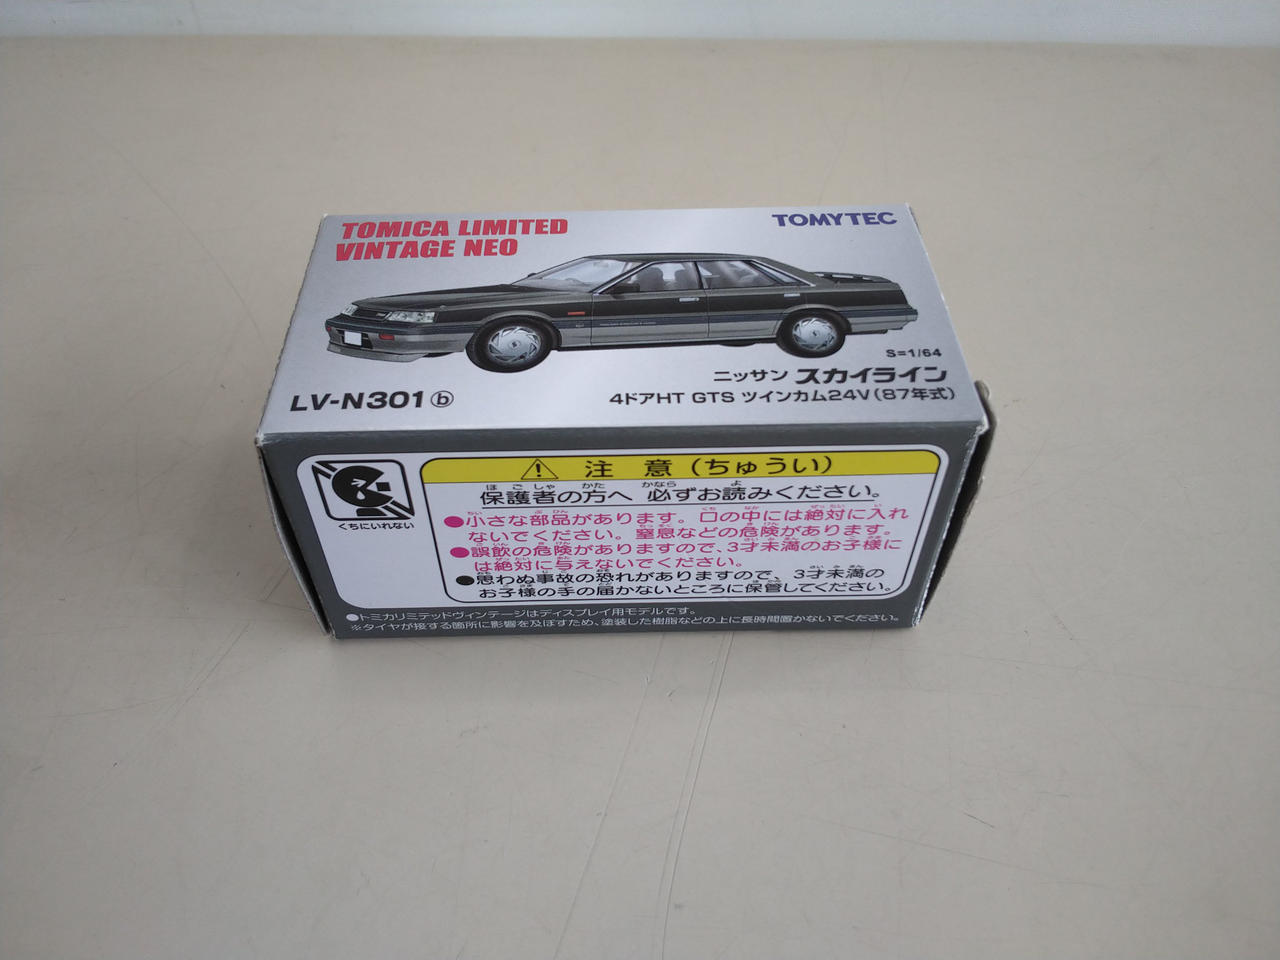 TOMICA LIMITED
VINTAGE NEO
TOMYTEC
S=1/64
ニッサン スカイライン
LV-N301 ⓑ
4ドアHT GTS ツインカム24V(87年式)
くちにいれない
注 意(ちゅうい)
保護者の方へ 必ずお読みください。
●小さな部品があります。口の中には絶対に入れ
ないでください。窒息などの危険があります。
●誤飲の危険がありますので、3才未満のお子様に
は絶対に与えないでください。
●思わぬ事故の恐れがありますので、3才未満の
お子様の手の届かないところに保管してください。
●トミカリミテッドヴィンテージはディスプレイ用モデルです。
※タイヤが接する箇所に影響を及ぼすため、塗装した樹脂などの上に長時間置かないでください。